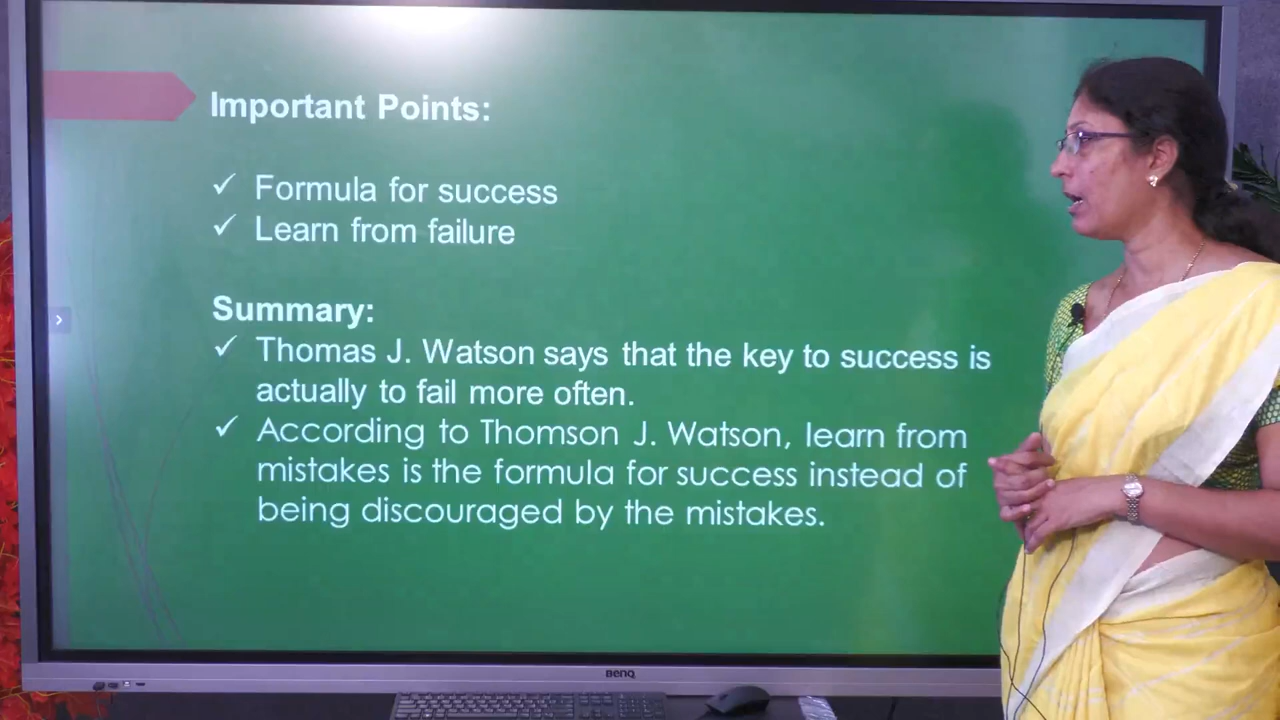 Important Points:
✓ Formula for success
✓ Learn from failure
Summary:
✓ Thomas J. Watson says that the key to success is
actually to fail more often.
✓ According to Thomson J. Watson, learn from
mistakes is the formula for success instead of
being discouraged by the mistakes.
BenQ